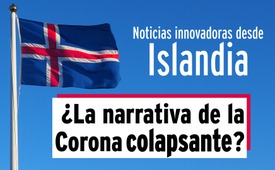 Noticias innovadoras desde
Islandia
¿La narrativa de la
Corona colapsante?